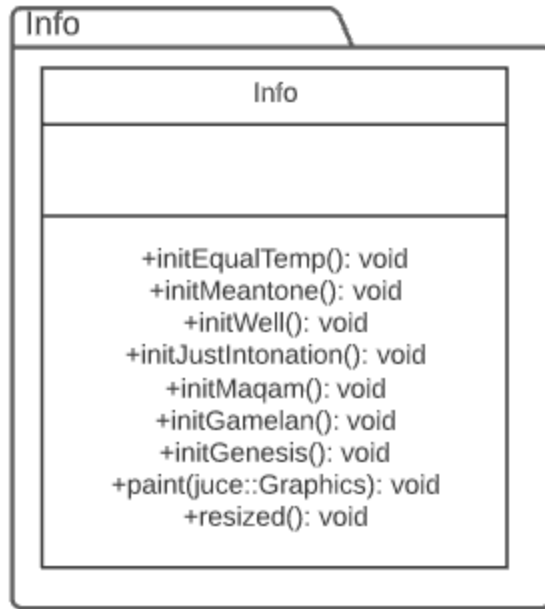 Info
Info
+initEqualTemp(): void
+initMeantone(): void
+initWell(): void
+initJustIntonation(): void
+initMaqam(): void
+initGamelan(): void
+initGenesis(): void
+paint(juce::Graphics): void
+resized(): void